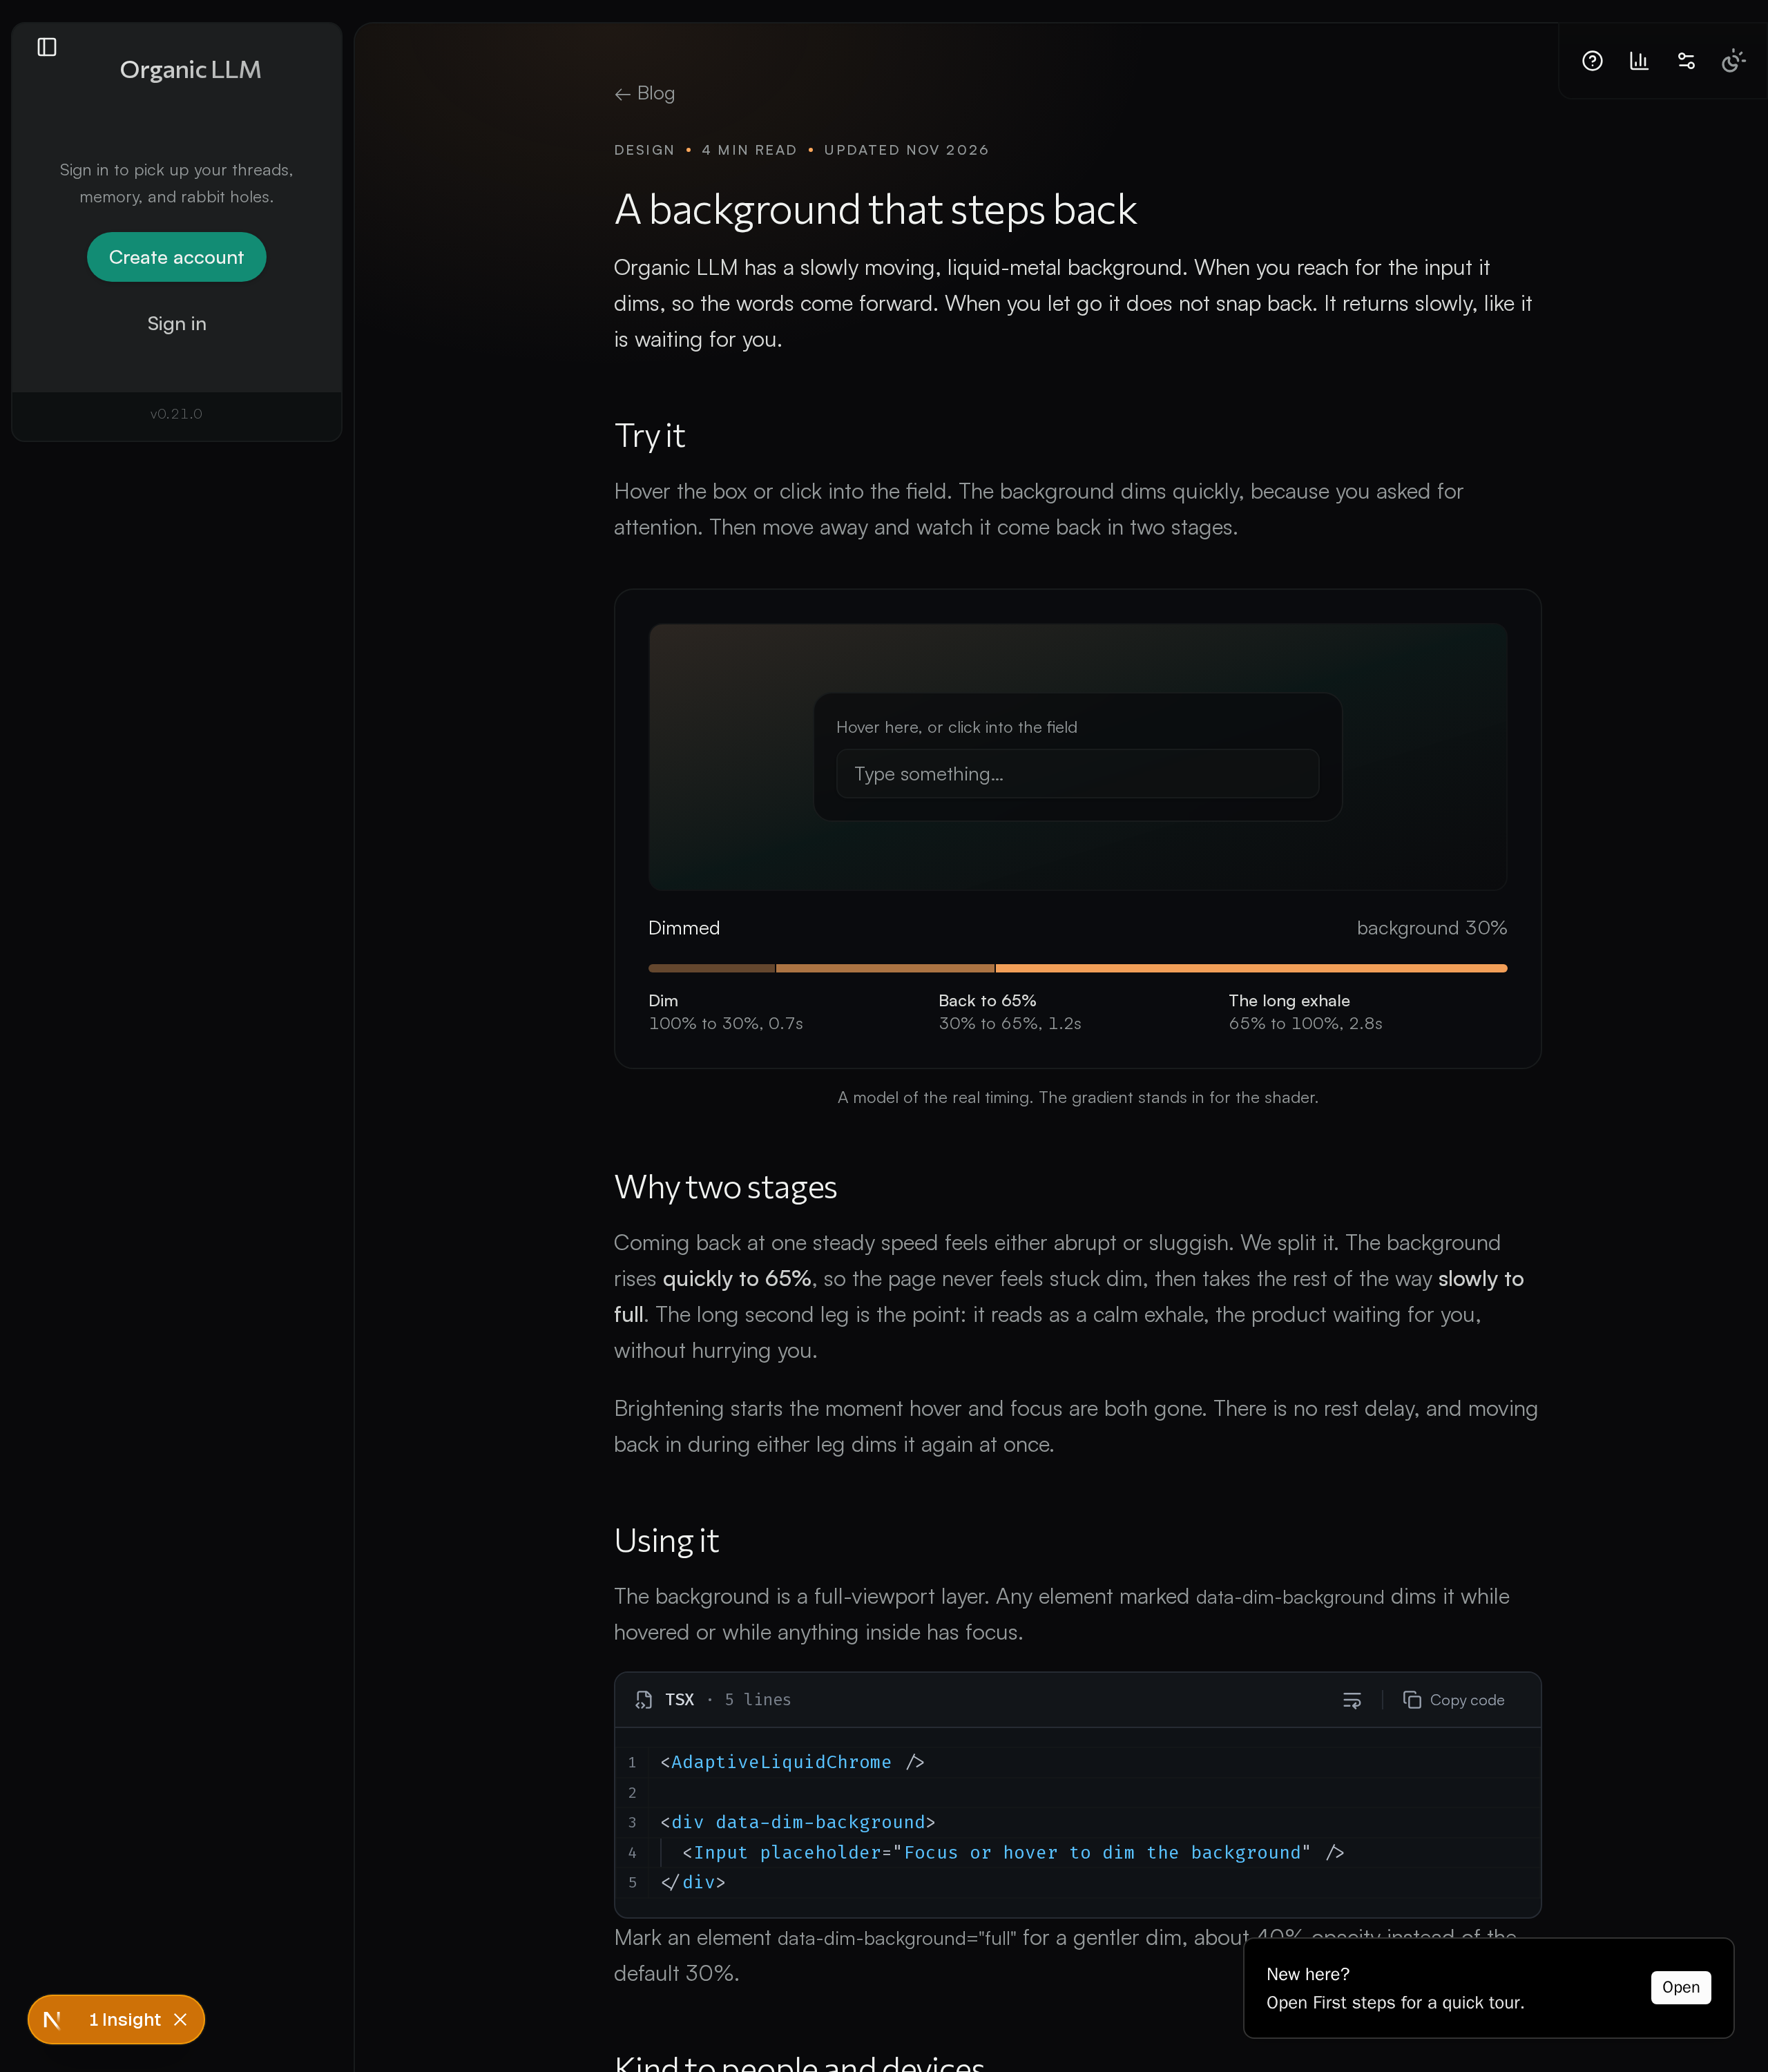 Organic LLM
Sign in to pick up your threads,
memory, and rabbit holes.
Create account
Sign in
v0.21.0
← Blog
DESIGN • 4 MIN READ • UPDATED NOV 2026
A background that steps back
Organic LLM has a slowly moving, liquid-metal background. When you reach for the input it
dims, so the words come forward. When you let go it does not snap back. It returns slowly, like it
is waiting for you.
Try it
Hover the box or click into the field. The background dims quickly, because you asked for
attention. Then move away and watch it come back in two stages.
Hover here, or click into the field
Type something...
Dimmed
background 30%
Dim
100% to 30%, 0.7s
Back to 65%
30% to 65%, 1.2s
The long exhale
65% to 100%, 2.8s
A model of the real timing. The gradient stands in for the shader.
Why two stages
Coming back at one steady speed feels either abrupt or sluggish. We split it. The background
rises quickly to 65%, so the page never feels stuck dim, then takes the rest of the way slowly to
full. The long second leg is the point: it reads as a calm exhale, the product waiting for you,
without hurrying you.
Brightening starts the moment hover and focus are both gone. There is no rest delay, and moving
back in during either leg dims it again at once.
Using it
The background is a full-viewport layer. Any element marked data-dim-background dims it while
hovered or while anything inside has focus.
TSX · 5 lines
Copy code
1 <AdaptiveLiquidChrome />
2
3 <div data-dim-background>
4 <Input placeholder="Focus or hover to dim the background" />
5 </div>
Mark an element data-dim-background="full" for a gentler dim, about 40% opacity instead of the
default 30%.
New here?
Open First steps for a quick tour.
Open
1 Insight
Kind to people and devices